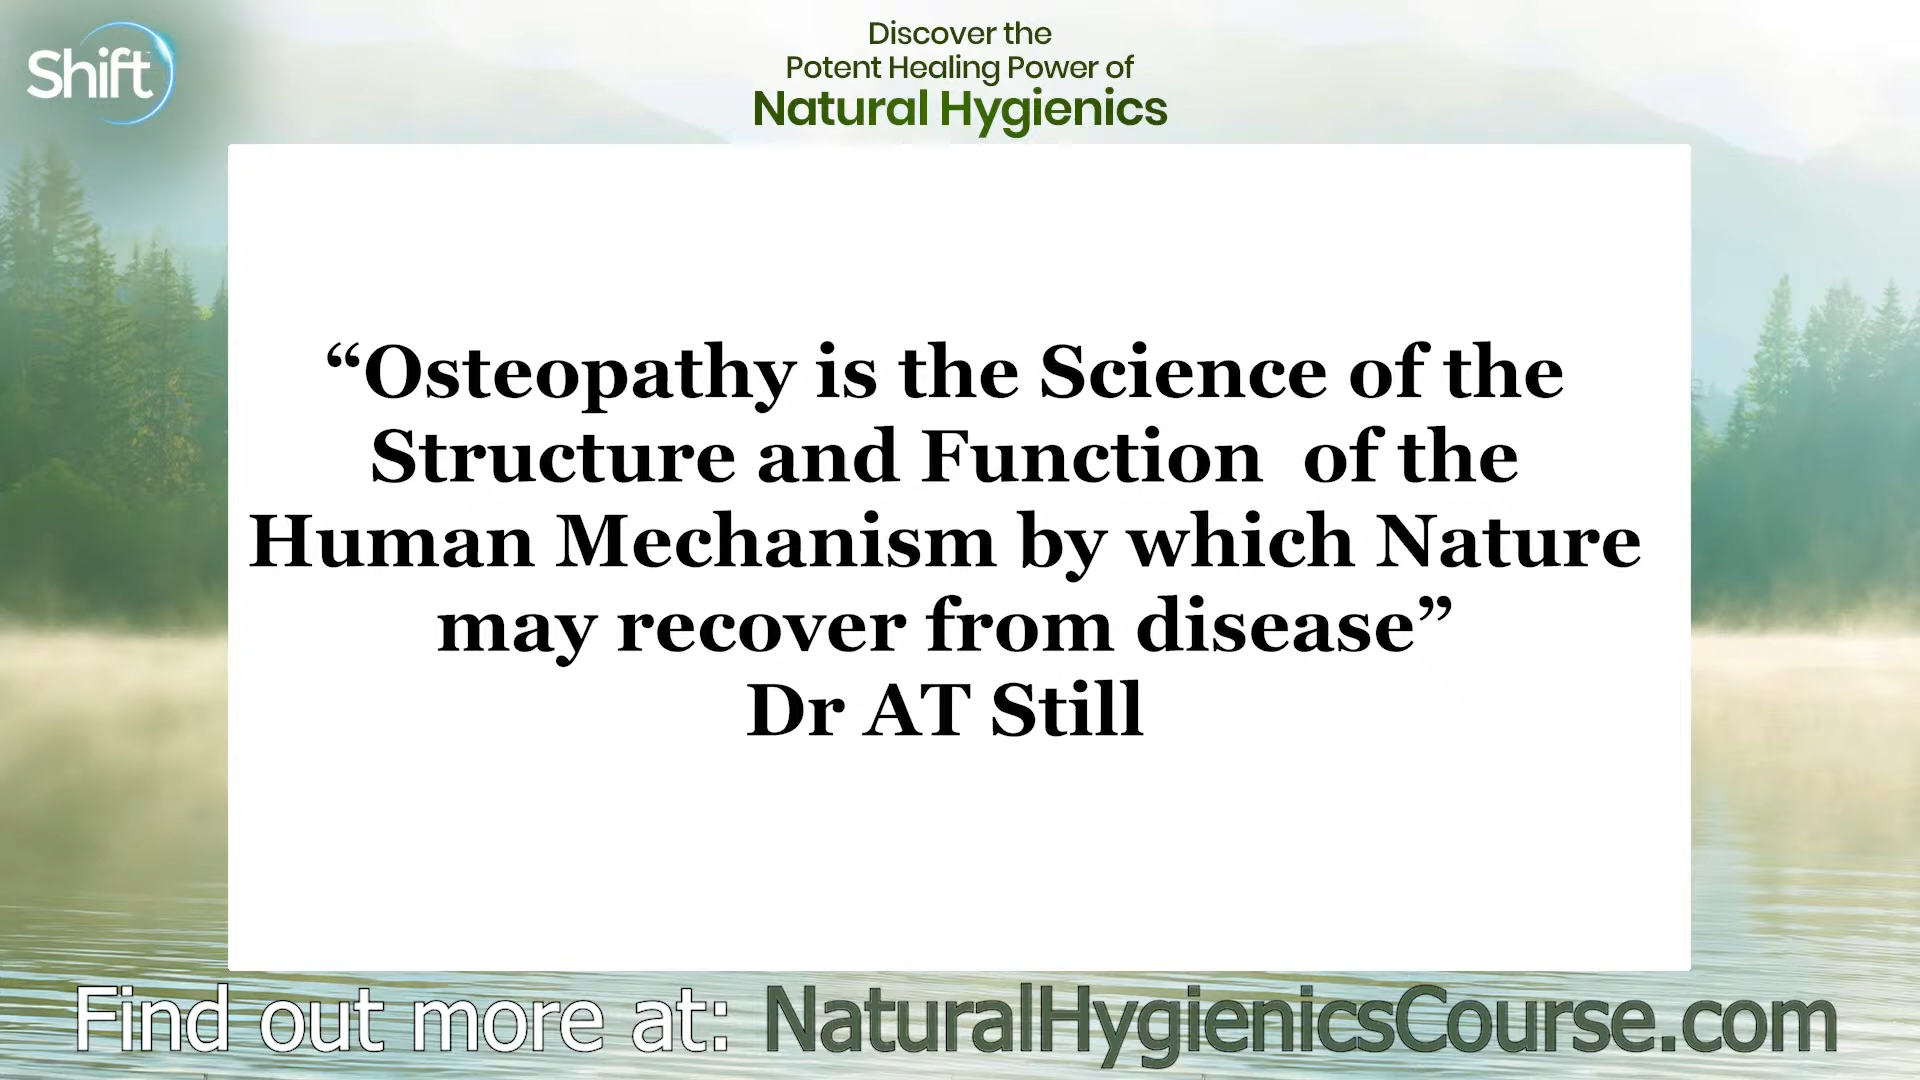 Shift
Discover the
Potent Healing Power of
Natural Hygienics
“Osteopathy is the Science of the
Structure and Function  of the
Human Mechanism by which Nature
may recover from disease”
Dr AT Still
Find out more at: NaturalHygienicsCourse.com